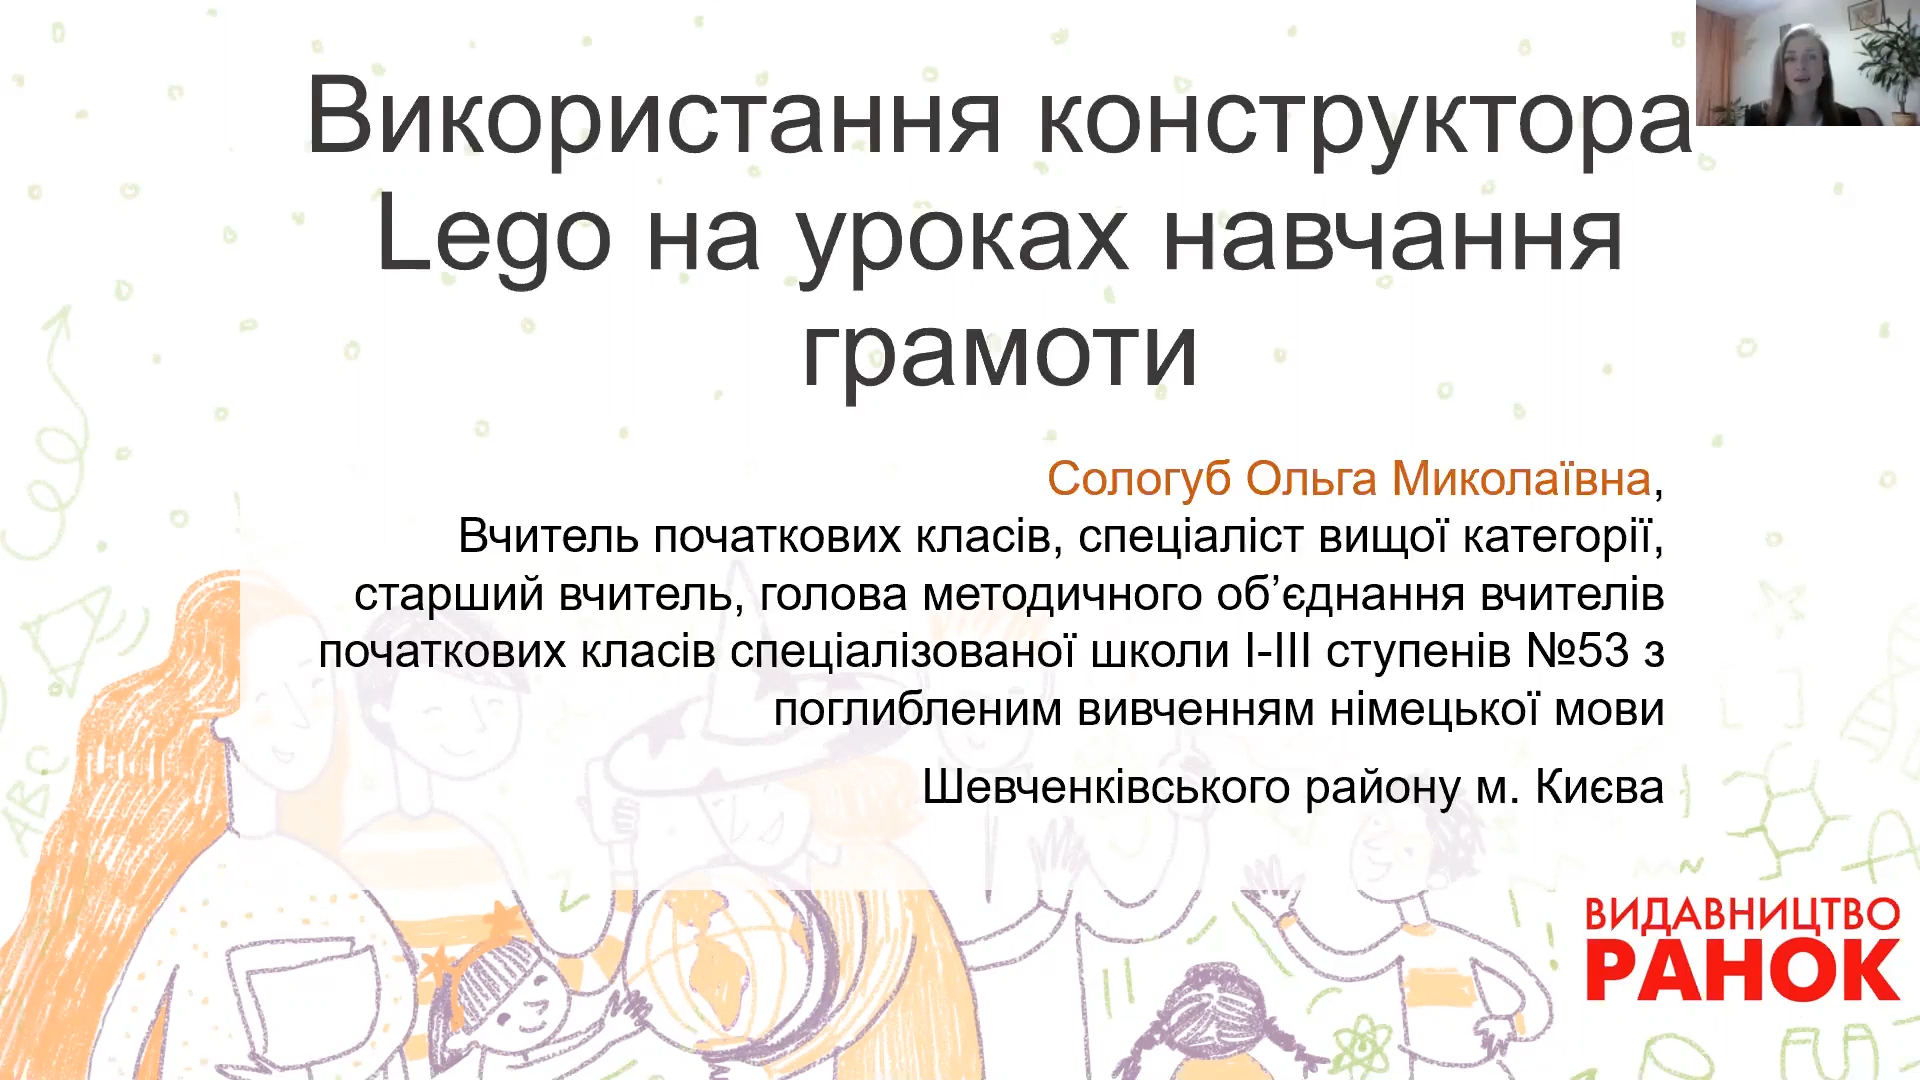 Використання конструктора
Lego на уроках навчання
грамоти
Сологуб Ольга Миколаївна,
Вчитель початкових класів, спеціаліст вищої категорії,
старший вчитель, голова методичного об’єднання вчителів
початкових класів спеціалізованої школи І-ІІІ ступенів №53 з
поглибленим вивченням німецької мови
Шевченківського району м. Києва
ABC
ВИДАВНИЦТВО
РАНОК